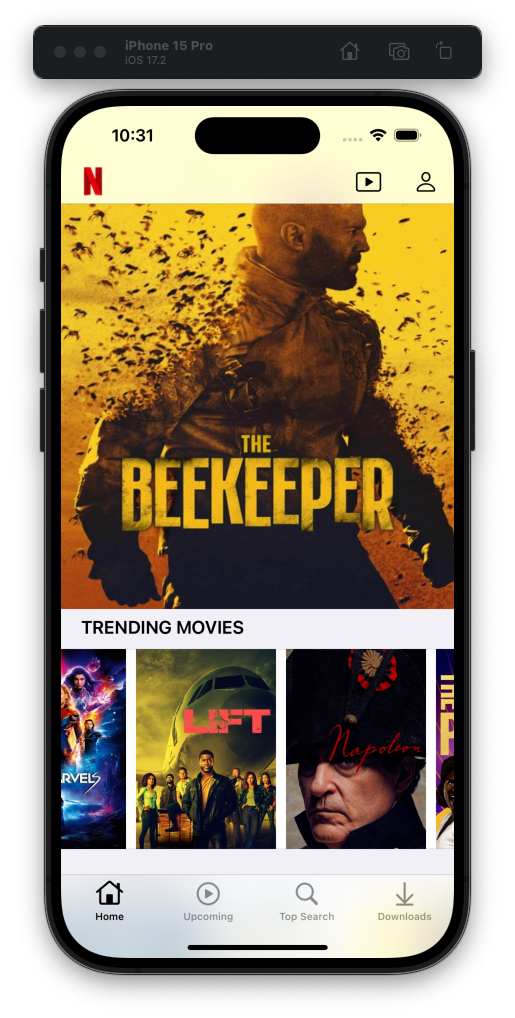 iPhone 15 Pro
iOS 17.2
10:31
N
THE
BEEKEEPER
TRENDING MOVIES
LIFT
Napoleon
Home
Upcoming
Top Search
Downloads